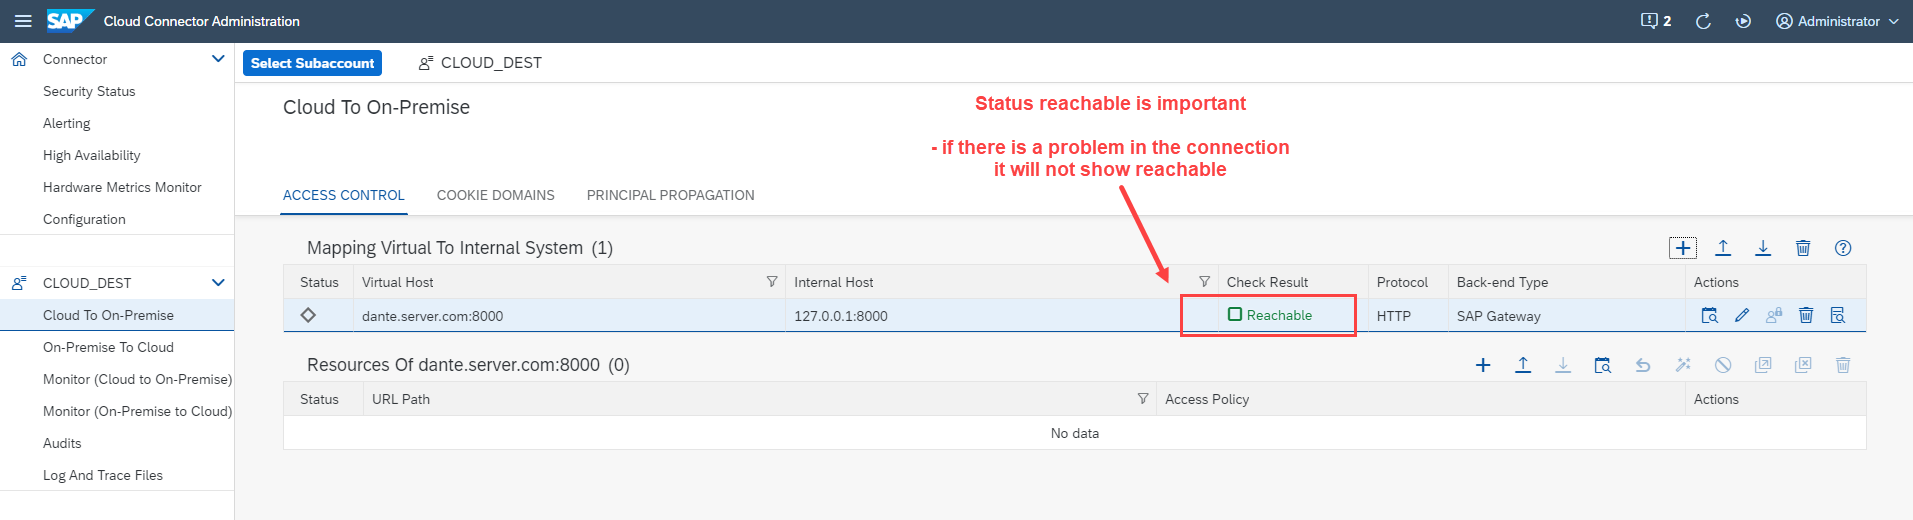 SAP Cloud Connector Administration
2
Administrator
Connector
Security Status
Alerting
High Availability
Hardware Metrics Monitor
Configuration
CLOUD_DEST
Cloud To On-Premise
On-Premise To Cloud
Monitor (Cloud to On-Premise)
Monitor (On-Premise to Cloud)
Audits
Log And Trace Files
Select Subaccount CLOUD_DEST
Cloud To On-Premise
Status reachable is important
- if there is a problem in the connection
it will not show reachable
ACCESS CONTROL COOKIE DOMAINS PRINCIPAL PROPAGATION
Mapping Virtual To Internal System (1)
Status Virtual Host Internal Host Check Result Protocol Back-end Type Actions
dante.server.com:8000 127.0.0.1:8000 Reachable HTTP SAP Gateway
Resources Of dante.server.com:8000 (0)
Status URL Path Access Policy Actions
No data